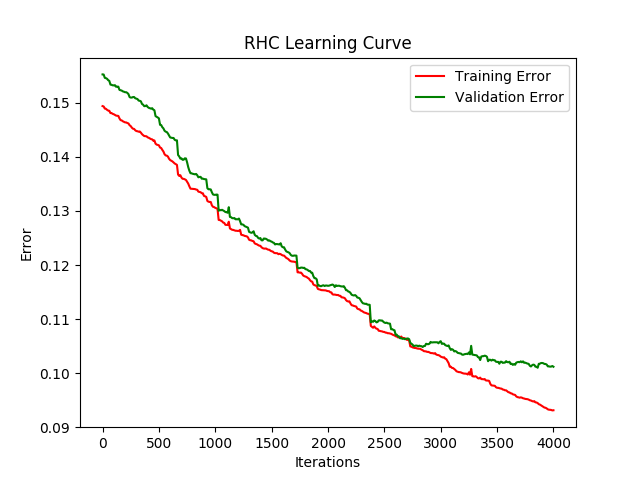 RHC Learning Curve
Training Error
Validation Error
Error
0.15
0.14
0.13
0.12
0.11
0.10
0.09
0 500 1000 1500 2000 2500 3000 3500 4000
Iterations